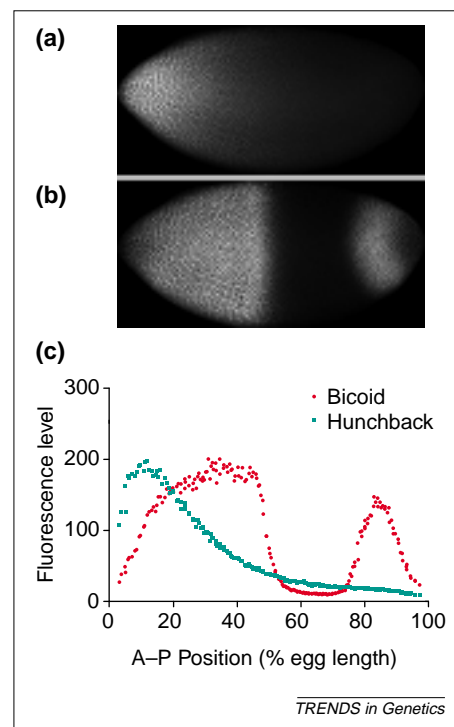 (a)
(b)
(c)
300
200
100
0
Fluorescence level
Bicoid
Hunchback
0 20 40 60 80 100
A–P Position (% egg length)
TRENDS in Genetics